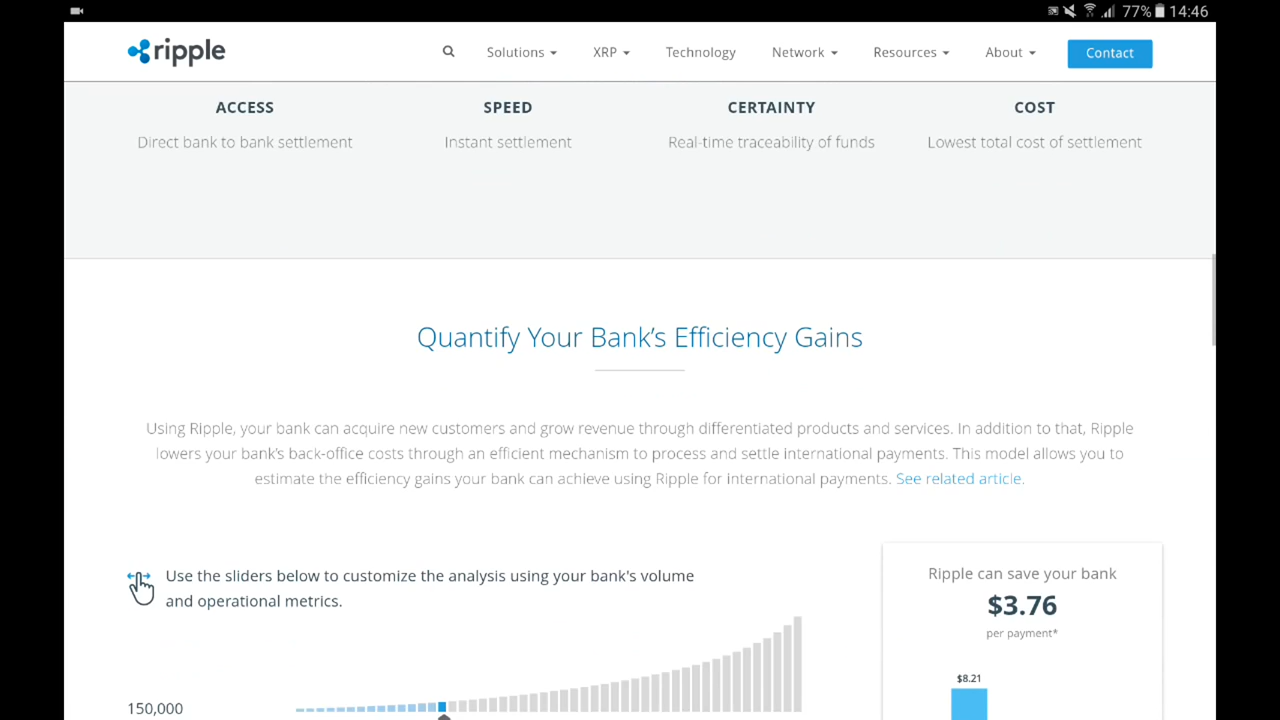 77% 14:46
ripple Solutions XRP Technology Network Resources About Contact
ACCESS SPEED CERTAINTY COST
Direct bank to bank settlement Instant settlement Real-time traceability of funds Lowest total cost of settlement
Quantify Your Bank’s Efficiency Gains
Using Ripple, your bank can acquire new customers and grow revenue through differentiated products and services. In addition to that, Ripple
lowers your bank’s back-office costs through an efficient mechanism to process and settle international payments. This model allows you to
estimate the efficiency gains your bank can achieve using Ripple for international payments. See related article.
Use the sliders below to customize the analysis using your bank's volume
and operational metrics.
150,000
Ripple can save your bank
$3.76
per payment*
$8.21